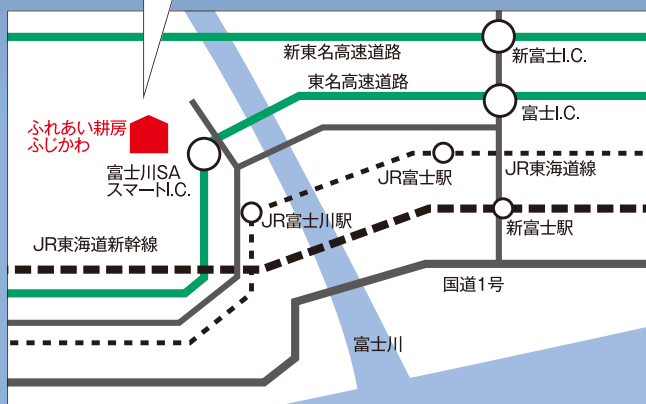 新東名高速道路
新富士I.C.
東名高速道路
富士I.C.
ふれあい耕房
ふじかわ
富士川SA
スマートI.C.
JR富士駅
JR東海道線
JR富士川駅
新富士駅
JR東海道新幹線
国道1号
富士川